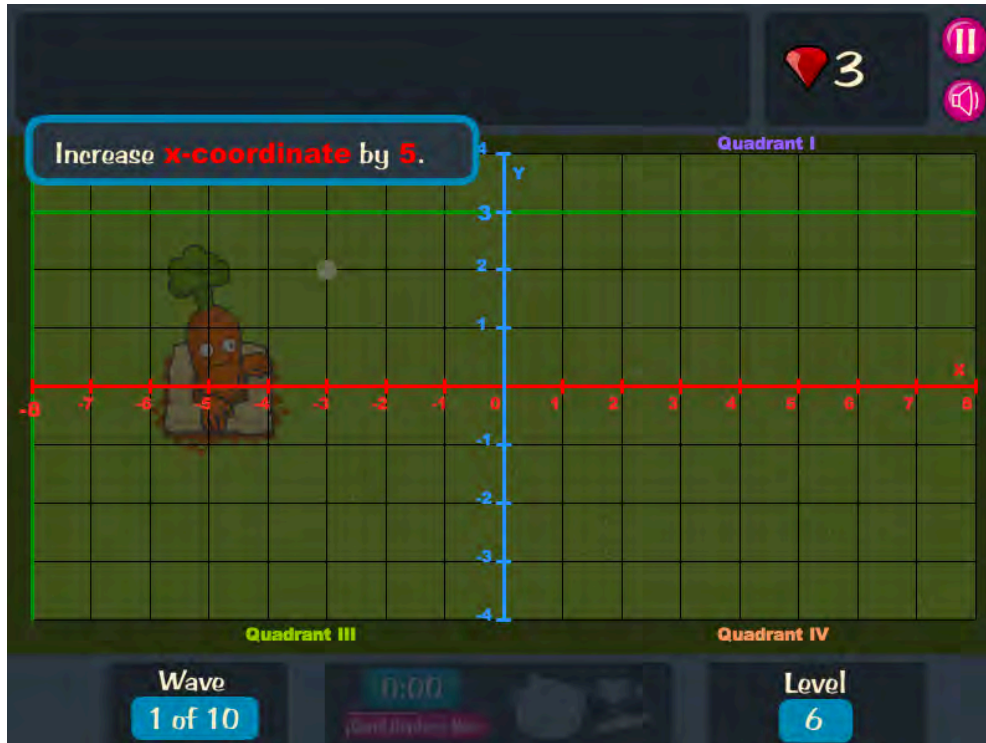 3
Increase x-coordinate by 5.
Quadrant I
4
Y
3
2
1
X
-8 -7 -6 -5 -4 -3 -2 -1 0 1 2 3 4 5 6 7 8
-1
-2
-3
-4
Quadrant III Quadrant IV
Wave
1 of 10
0:00
Level
6